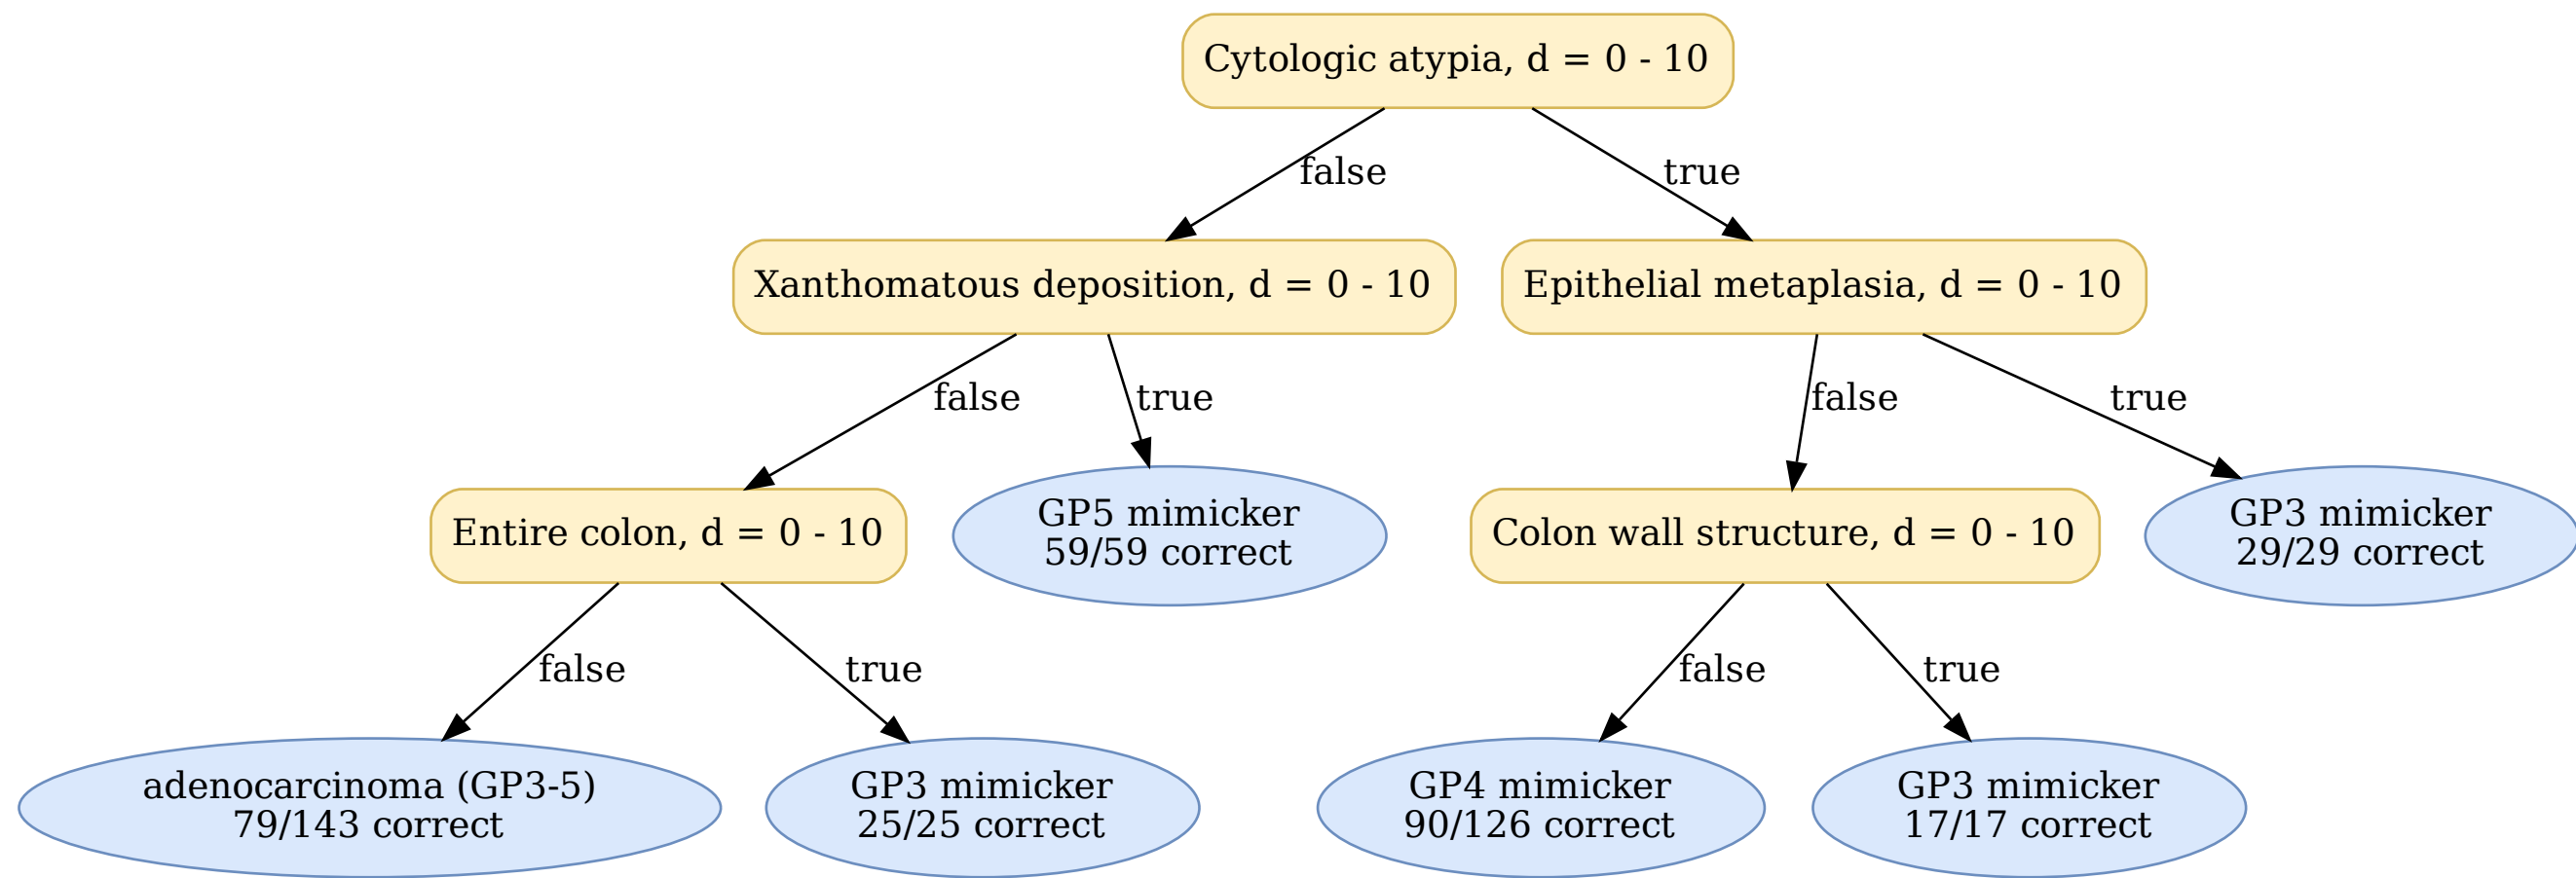 Cytologic atypia, d = 0 - 10
false
true
Xanthomatous deposition, d = 0 - 10
Epithelial metaplasia, d = 0 - 10
false
true
false
true
Entire colon, d = 0 - 10
GP5 mimicker
59/59 correct
Colon wall structure, d = 0 - 10
GP3 mimicker
29/29 correct
false
true
false
true
adenocarcinoma (GP3-5)
79/143 correct
GP3 mimicker
25/25 correct
GP4 mimicker
90/126 correct
GP3 mimicker
17/17 correct